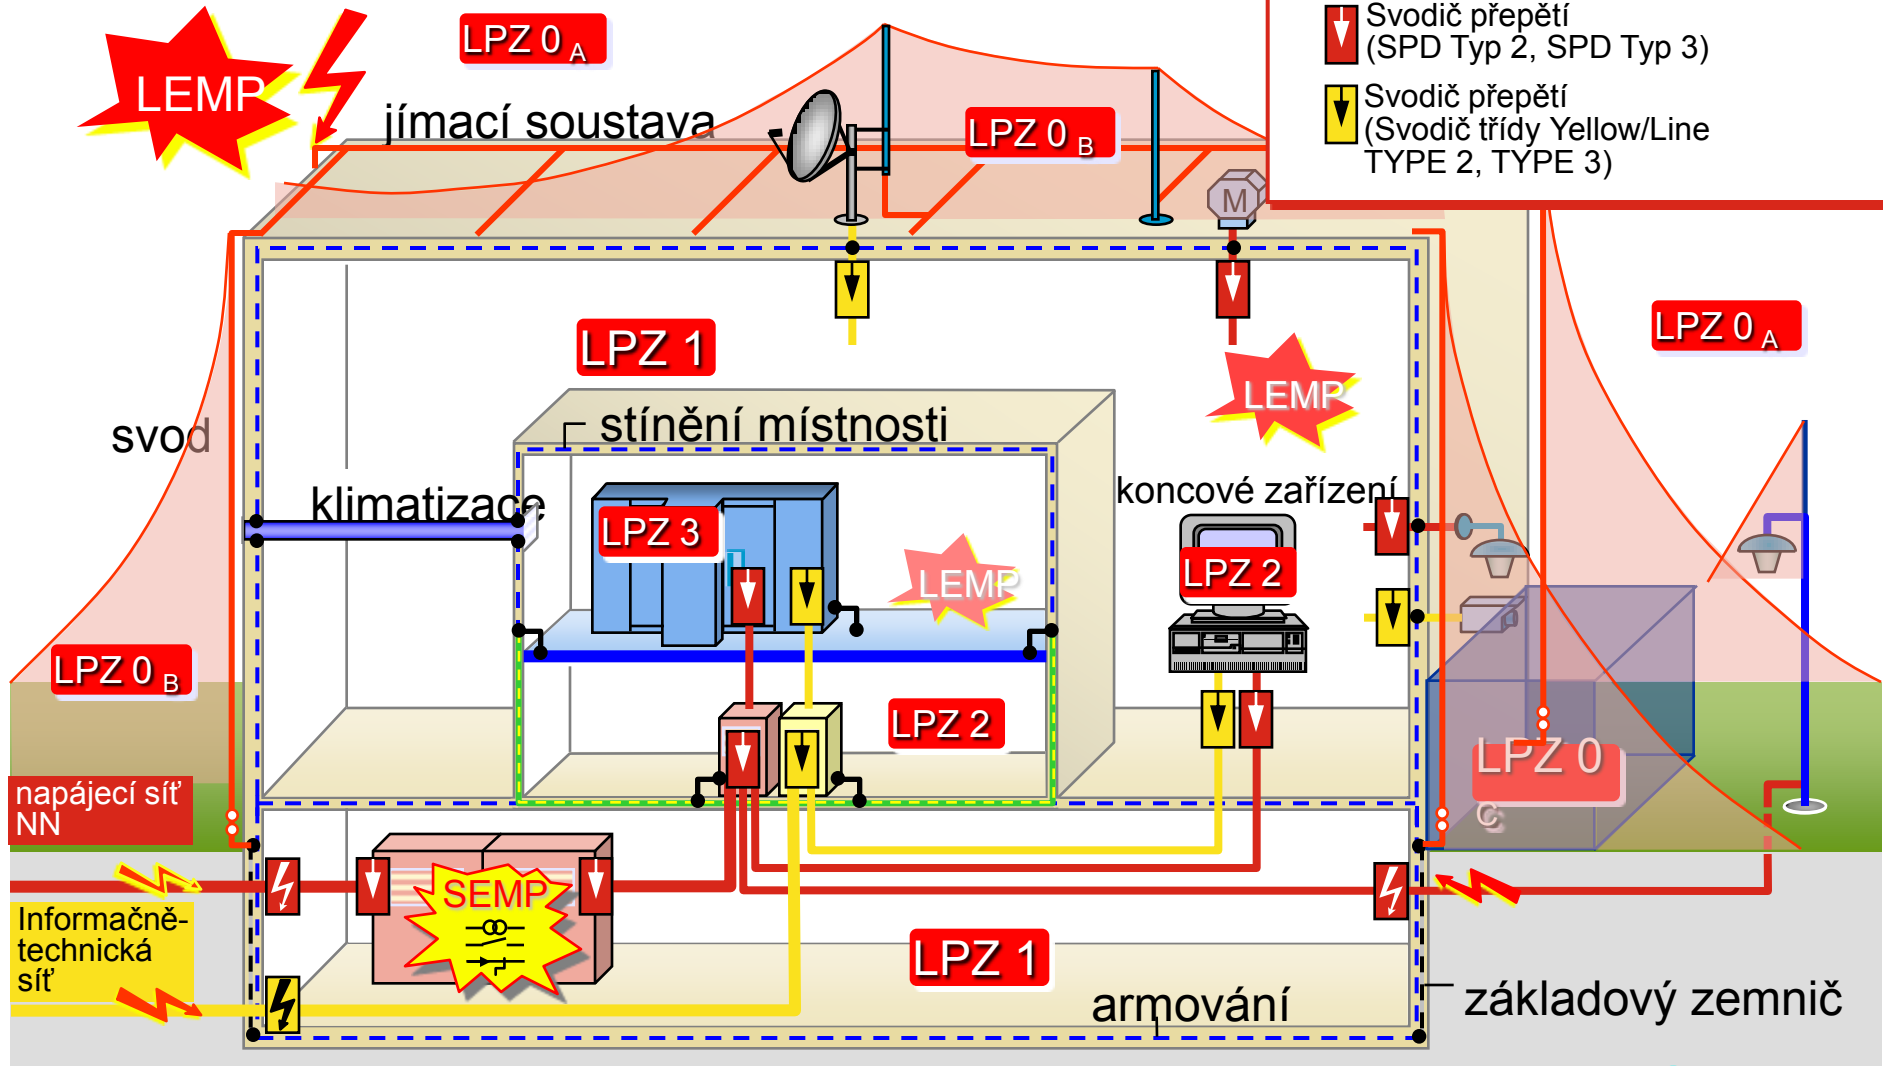 Svodič přepětí
(SPD Typ 2, SPD Typ 3)
Svodič přepětí
(Svodič třídy Yellow/Line
TYPE 2, TYPE 3)
LPZ 0 A
LEMP
jímací soustava
LPZ 0 B
M
LPZ 0 A
LPZ 1
LEMP
stínění místnosti
svod
klimatizace
koncové zařízení
LPZ 3
LEMP
LPZ 2
LPZ 0 B
LPZ 2
LPZ 0
C
napájecí síť
NN
SEMP
Informačně-
technická
síť
LPZ 1
armování
základový zemnič